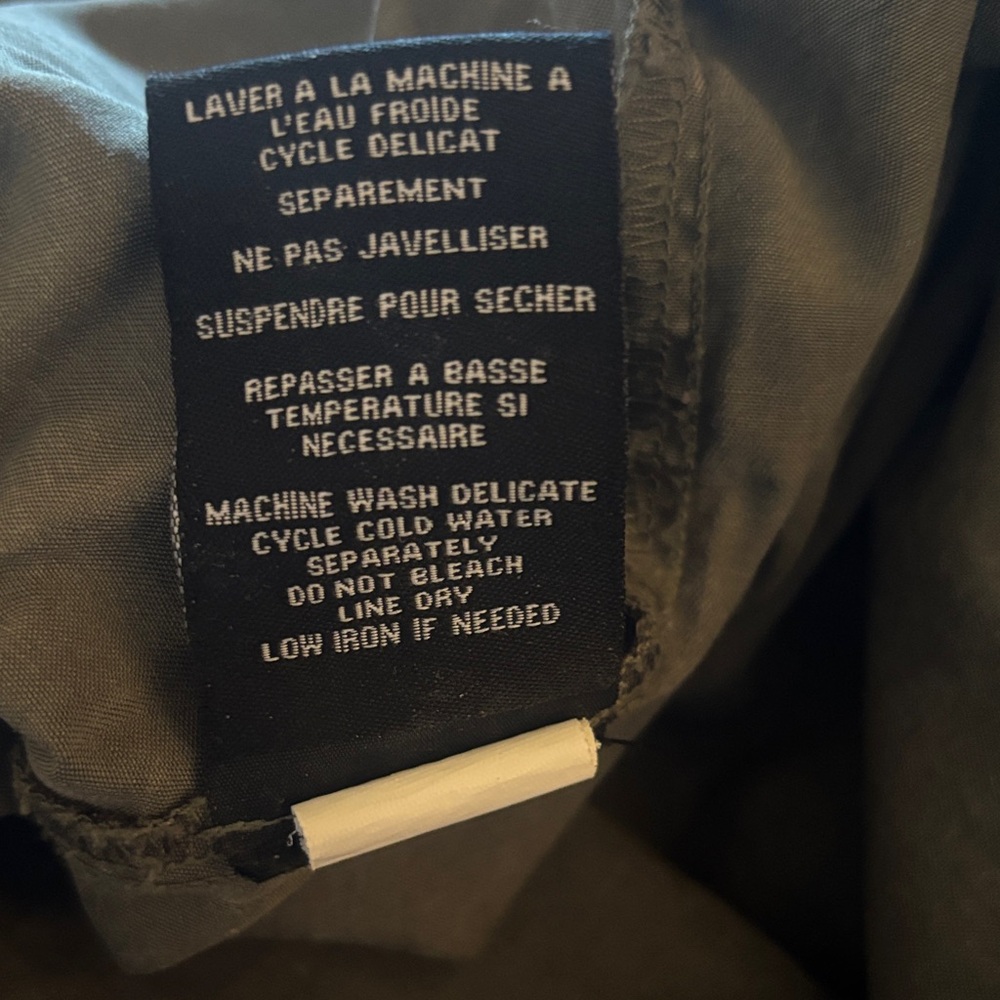 LAVER A LA MACHINE A
L'EAU FROIDE
CYCLE DELICAT
SEPAREMENT
NE PAS JAVELLISER
SUSPENDRE POUR SECHER
REPASSER A BASSE
TEMPERATURE SI
NECESSAIRE
MACHINE WASH DELICATE
CYCLE COLD WATER
SEPARATELY
DO NOT BLEACH
LINE DRY
LOW IRON IF NEEDED